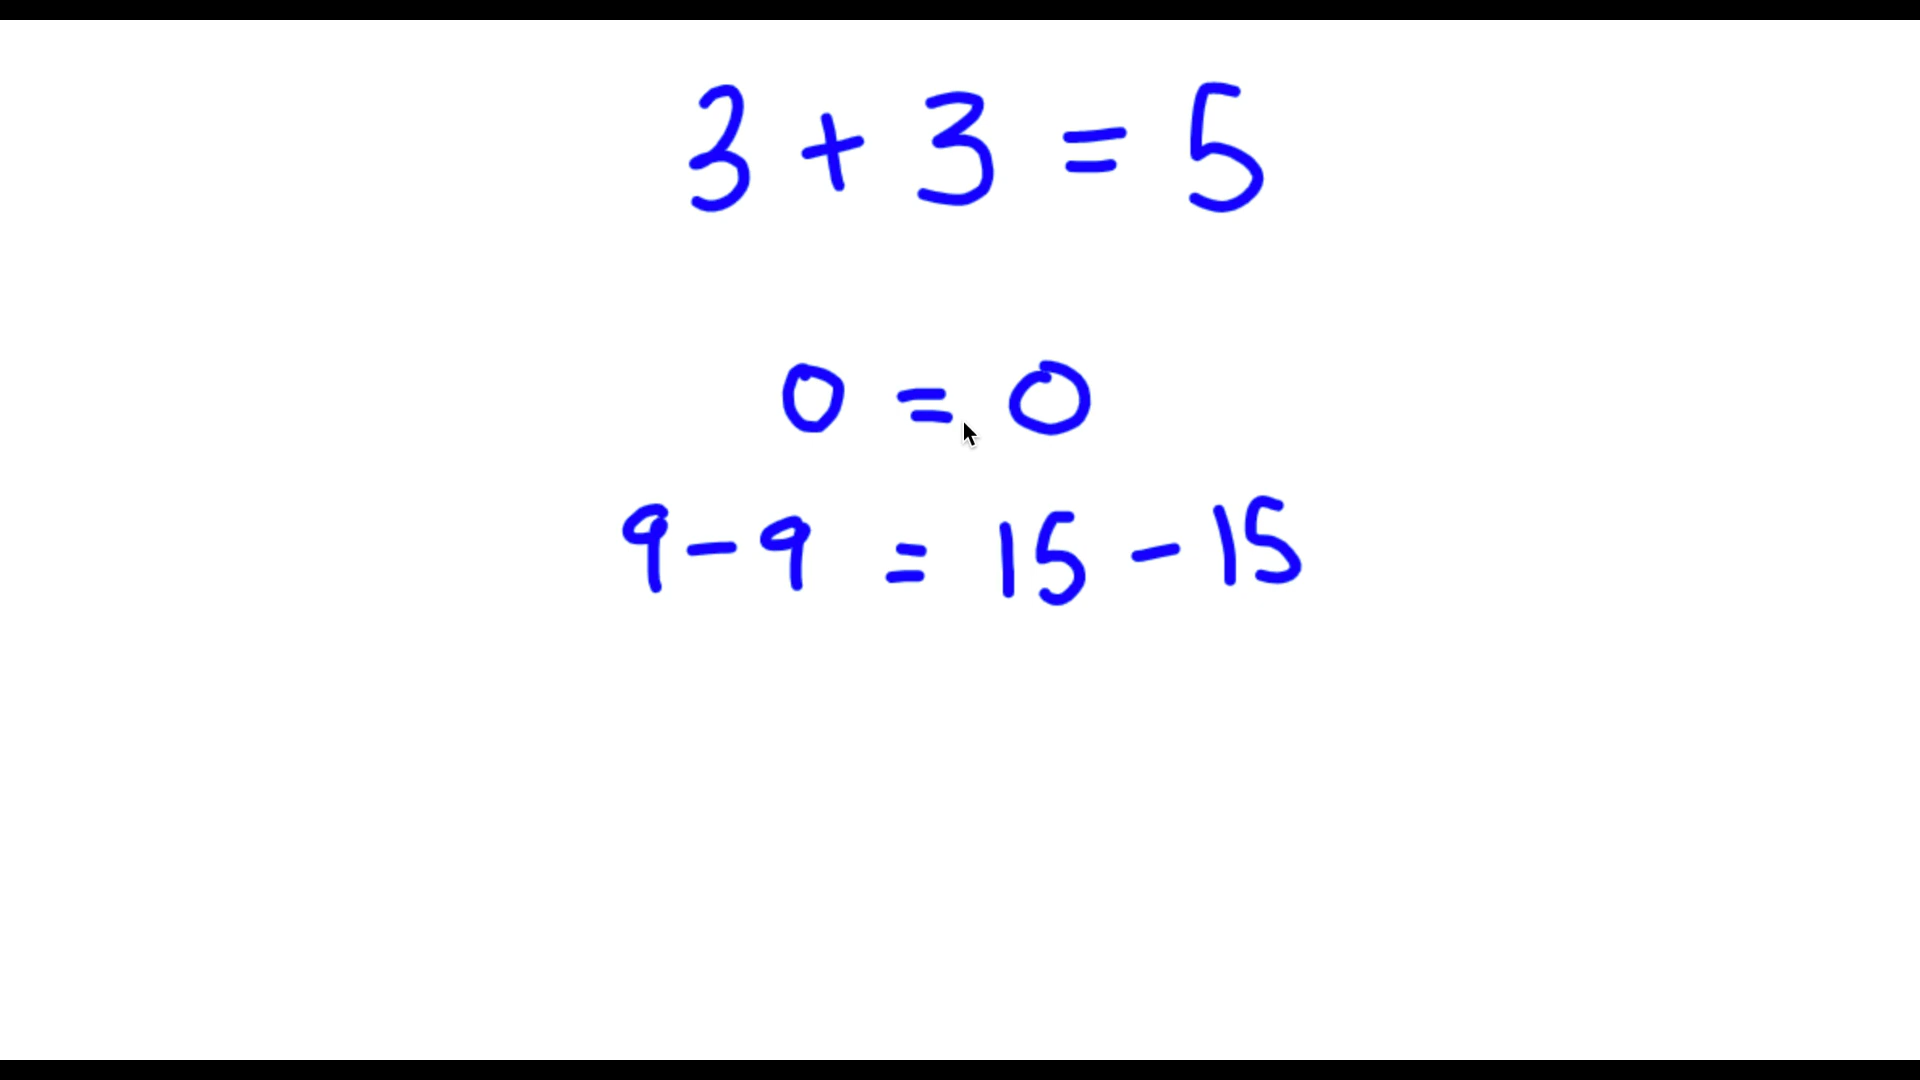 3 + 3 = 5
0 = 0
9 - 9 = 15 - 15